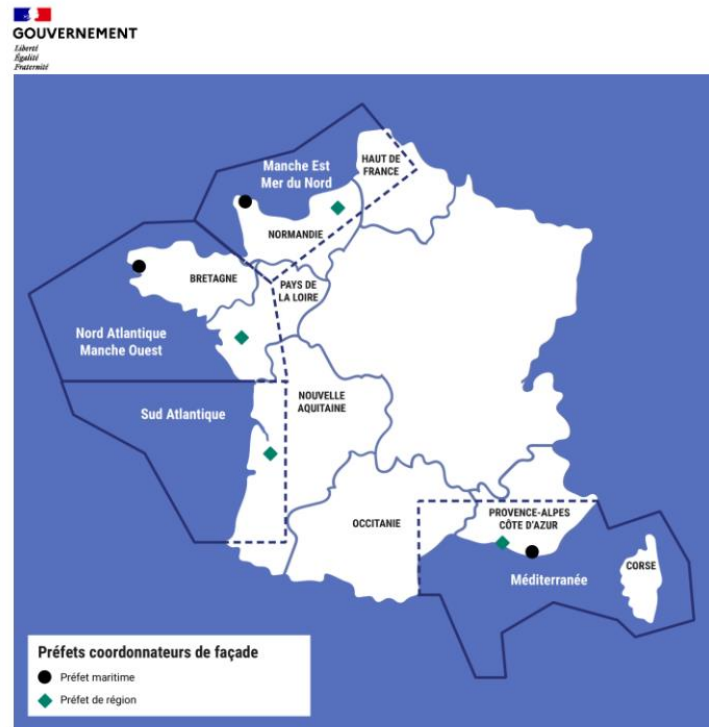 GOUVERNEMENT
Liberté
Égalité
Fraternité
Manche Est
Mer du Nord
HAUT DE
FRANCE
NORMANDIE
BRETAGNE
PAYS DE
LA LOIRE
Nord Atlantique
Manche Ouest
Sud Atlantique
NOUVELLE
AQUITAINE
OCCITANIE
PROVENCE-ALPES
CÔTE D'AZUR
Méditerranée
CORSE
Préfets coordonnateurs de façade
Préfet maritime
Préfet de région